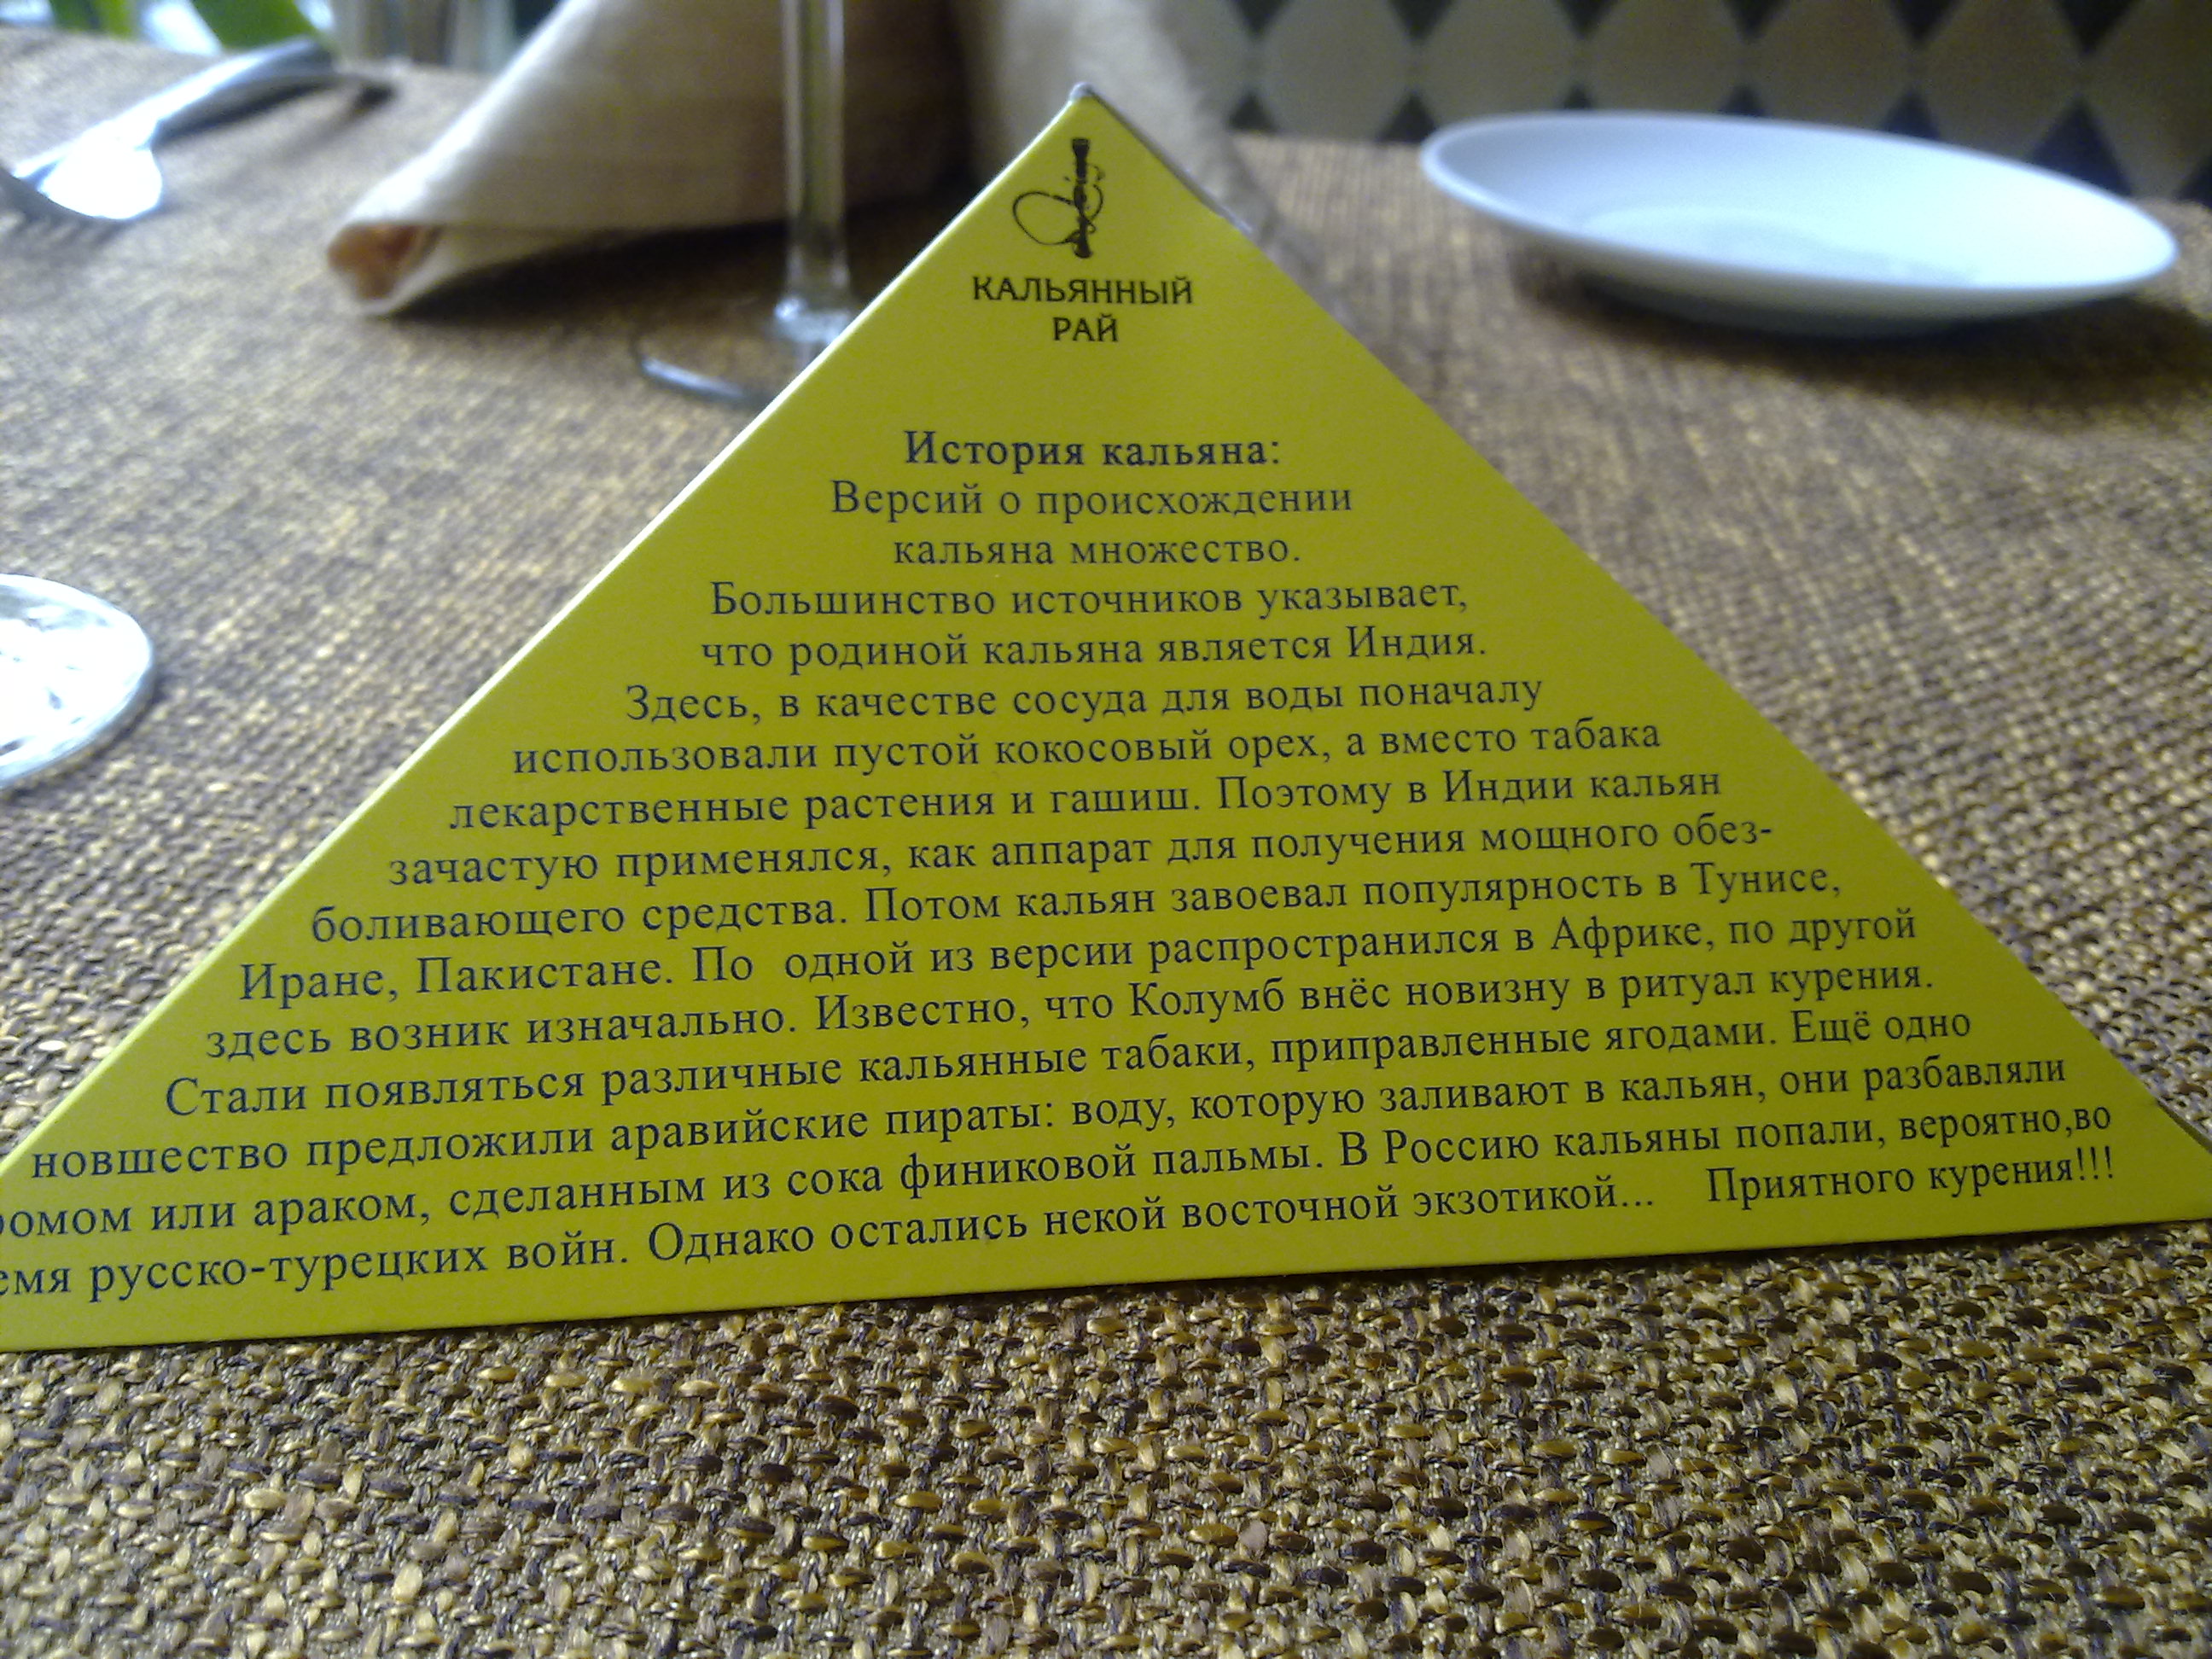 КАЛЬЯННЫЙ
РАЙ
История кальяна:
Версий о происхождении
кальяна множество.
Большинство источников указывает,
что родиной кальяна является Индия.
Здесь, в качестве сосуда для воды поначалу
использовали пустой кокосовый орех, а вместо табака
лекарственные растения и гашиш. Поэтому в Индии кальян
зачастую применялся, как аппарат для получения мощного обез-
боливающего средства. Потом кальян завоевал популярность в Тунисе,
Иране, Пакистане. По одной из версии распространился в Африке, по другой
здесь возник изначально. Известно, что Колумб внёс новизну в ритуал курения.
Стали появляться различные кальянные табаки, приправленные ягодами. Ещё одно
новшество предложили аравийские пираты: воду, которую заливают в кальян, они разбавляли
ромом или араком, сделанным из сока финиковой пальмы. В Россию кальяны попали, вероятно,во
емя русско-турецких войн. Однако остались некой восточной экзотикой... Приятного курения!!!